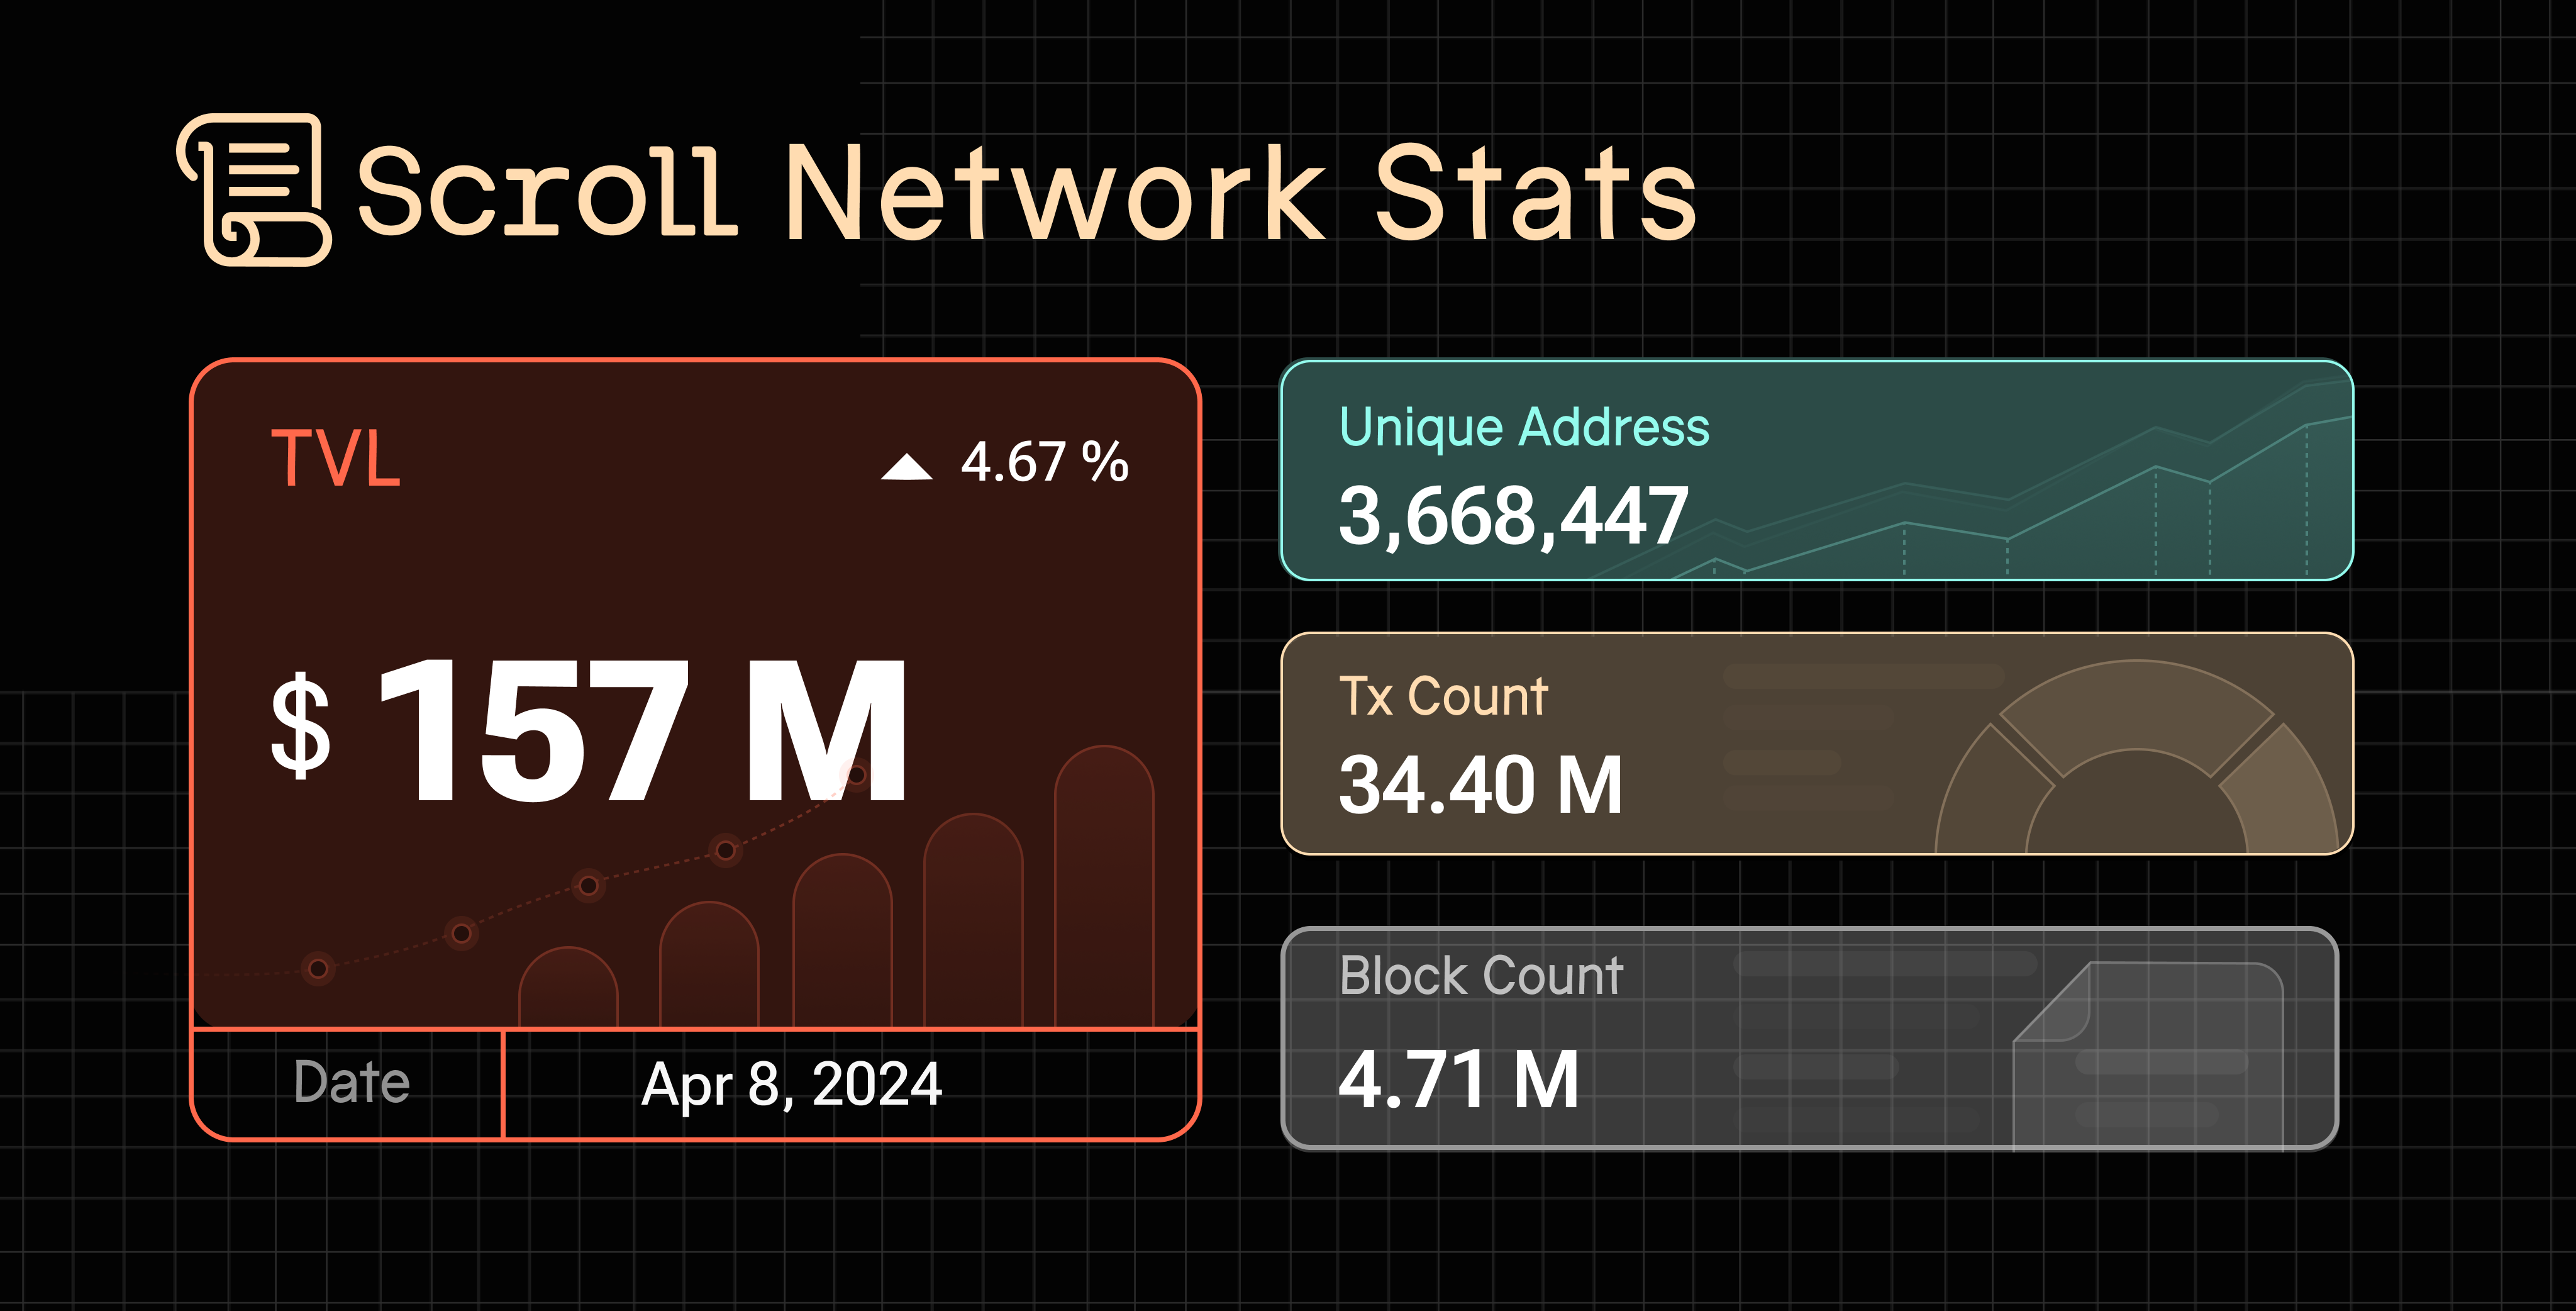 Scroll Network Stats
TVL
4.67 %
$ 157 M
Date
Apr 8, 2024
Unique Address
3,668,447
Tx Count
34.40 M
Block Count
4.71 M